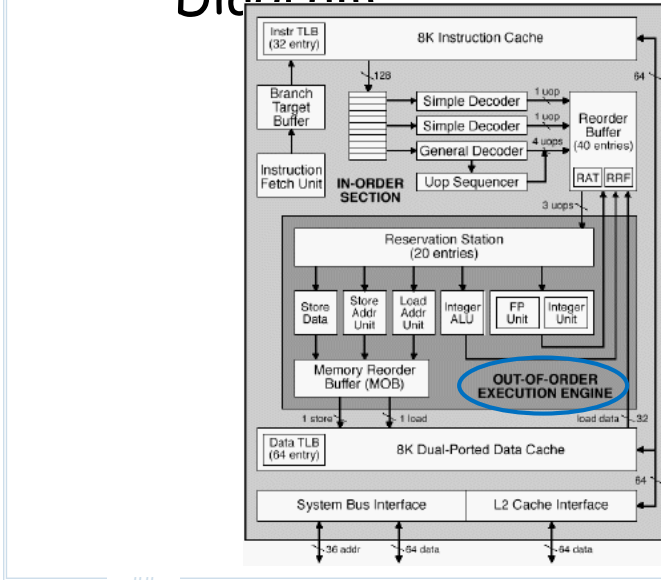 Diagram
Instr TLB
(32 entry)
8K Instruction Cache
128
64
Branch
Target
Buffer
Simple Decoder
1 uop
Simple Decoder
1 uop
General Decoder
4 uops
Uop Sequencer
Reorder
Buffer
(40 entries)
RAT
RRF
Instruction
Fetch Unit
IN-ORDER
SECTION
3 uops
Reservation Station
(20 entries)
Store
Data
Store
Addr
Unit
Load
Addr
Unit
Integer
ALU
FP
Unit
Integer
Unit
Memory Reorder
Buffer (MOB)
OUT-OF-ORDER
EXECUTION ENGINE
1 store
1 load
load data
32
Data TLB
(64 entry)
8K Dual-Ported Data Cache
64
System Bus Interface
L2 Cache Interface
36 addr
64 data
64 data